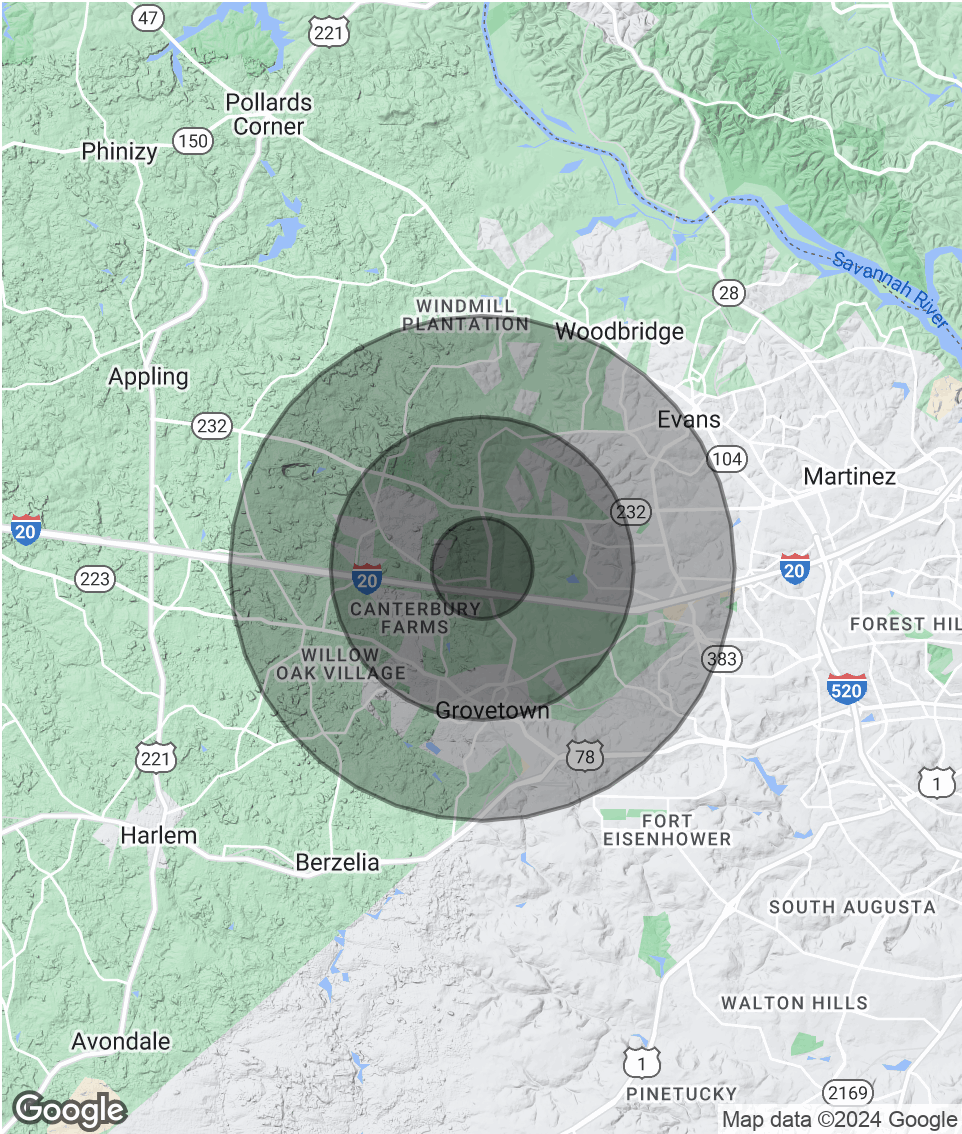 47
221
Pollards
Corner
150
Phinizy
Savannah River
28
WINDMILL
PLANTATION
Woodbridge
Appling
232
Evans
104
Martinez
232
20
20
20
223
CANTERBURY
FARMS
FOREST HIL
WILLOW
OAK VILLAGE
383
520
Grovetown
221
78
1
Harlem
FORT
EISENHOWER
Berzelia
SOUTH AUGUSTA
WALTON HILLS
Avondale
1
PINETUCKY
2169
Google
Map data ©2024 Google